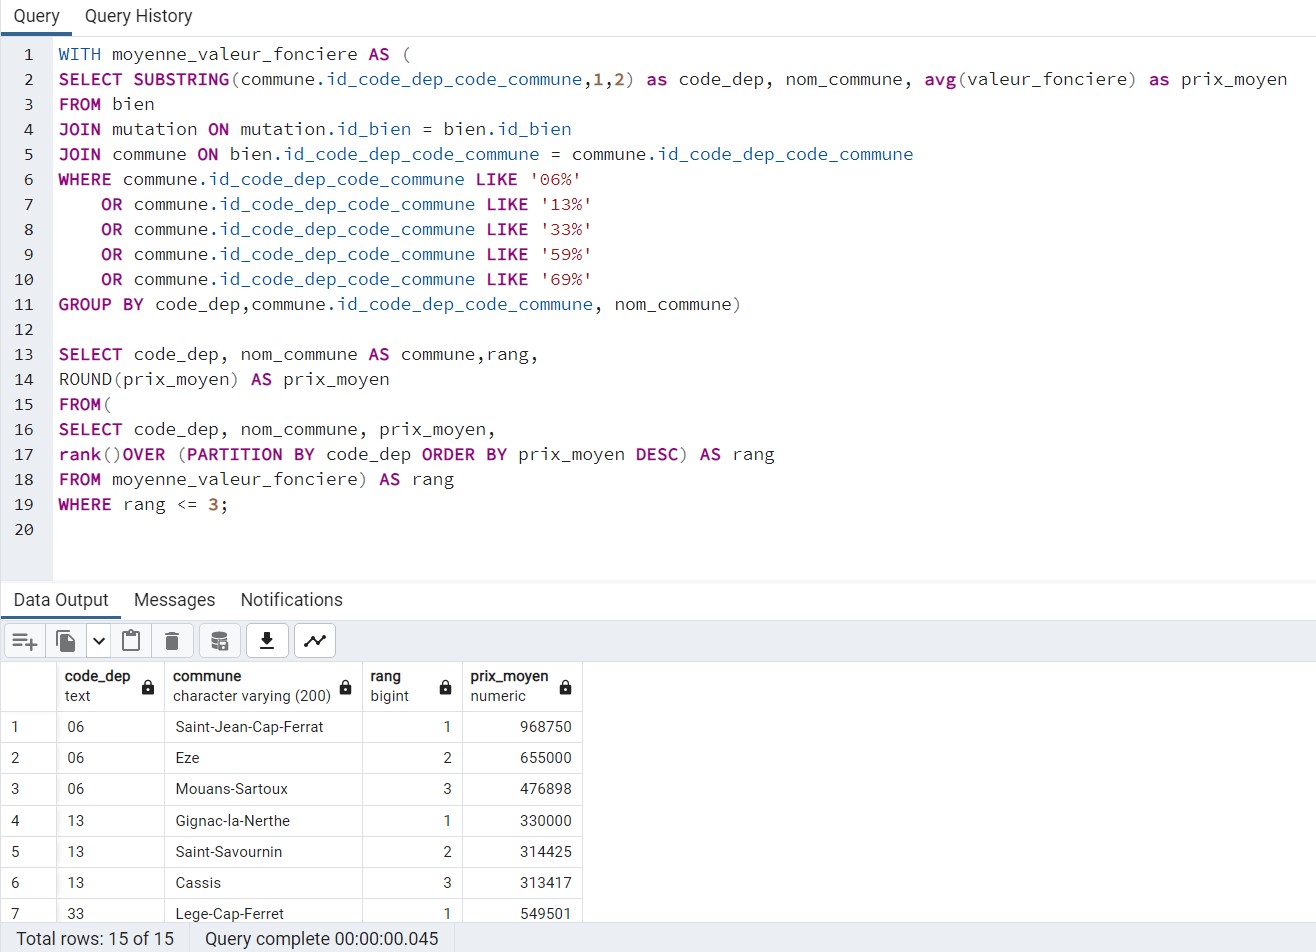 Query Query History
1 WITH moyenne_valeur_fonciere AS (
2 SELECT SUBSTRING(commune.id_code_dep_code_commune,1,2) as code_dep, nom_commune, avg(valeur_fonciere) as prix_moyen
3 FROM bien
4 JOIN mutation ON mutation.id_bien = bien.id_bien
5 JOIN commune ON bien.id_code_dep_code_commune = commune.id_code_dep_code_commune
6 WHERE commune.id_code_dep_code_commune LIKE '06%'
7 OR commune.id_code_dep_code_commune LIKE '13%'
8 OR commune.id_code_dep_code_commune LIKE '33%'
9 OR commune.id_code_dep_code_commune LIKE '59%'
10 OR commune.id_code_dep_code_commune LIKE '69%'
11 GROUP BY code_dep,commune.id_code_dep_code_commune, nom_commune)
12
13 SELECT code_dep, nom_commune AS commune,rang,
14 ROUND(prix_moyen) AS prix_moyen
15 FROM(
16 SELECT code_dep, nom_commune, prix_moyen,
17 rank()OVER (PARTITION BY code_dep ORDER BY prix_moyen DESC) AS rang
18 FROM moyenne_valeur_fonciere) AS rang
19 WHERE rang <= 3;
20
Data Output Messages Notifications
code_dep commune rang prix_moyen
text character varying (200) bigint numeric
1 06 Saint-Jean-Cap-Ferrat 1 968750
2 06 Eze 2 655000
3 06 Mouans-Sartoux 3 476898
4 13 Gignac-la-Nerthe 1 330000
5 13 Saint-Savournin 2 314425
6 13 Cassis 3 313417
7 33 Lege-Cap-Ferret 1 549501
Total rows: 15 of 15 Query complete 00:00:00.045